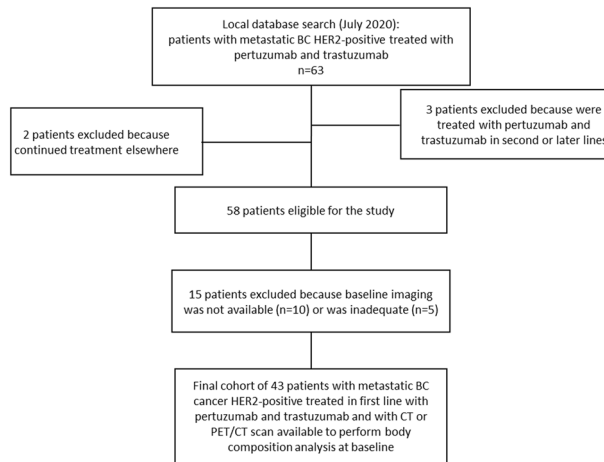 Local database search (July 2020):
patients with metastatic BC HER2-positive treated with
pertuzumab and trastuzumab
n=63
3 patients excluded because were
treated with pertuzumab and
trastuzumab in second or later lines
2 patients excluded because
continued treatment elsewhere
58 patients eligible for the study
15 patients excluded because baseline imaging
was not available (n=10) or was inadequate (n=5)
Final cohort of 43 patients with metastatic BC
cancer HER2-positive treated in first line with
pertuzumab and trastuzumab and with CT or
PET/CT scan available to perform body
composition analysis at baseline